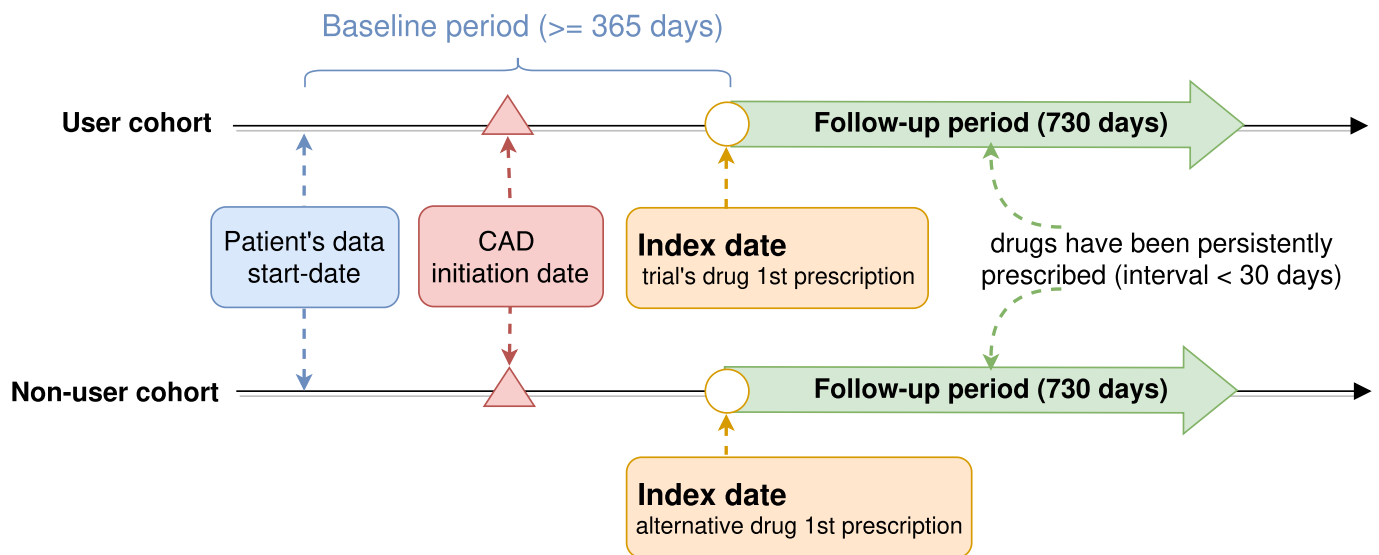 Baseline period (>= 365 days)
User cohort
Follow-up period (730 days)
Patient's data
start-date
CAD
initiation date
Index date
trial's drug 1st prescription
drugs have been persistently
prescribed (interval < 30 days)
Non-user cohort
Follow-up period (730 days)
Index date
alternative drug 1st prescription